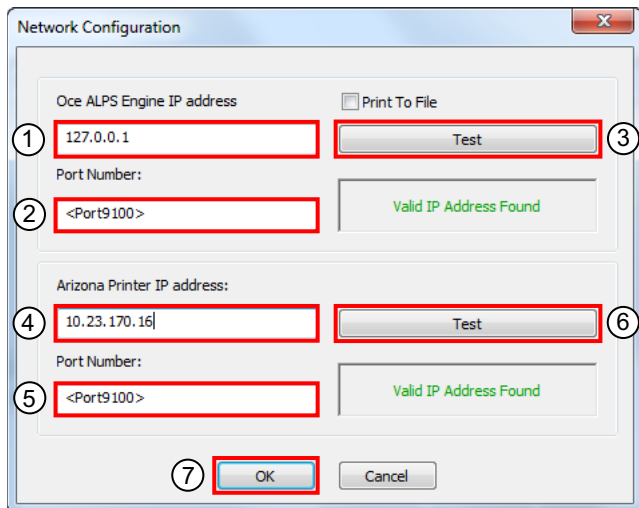 Network Configuration
Oce ALPS Engine IP address
Print To File
1
127.0.0.1
Test
3
Port Number:
2
<Port9100>
Valid IP Address Found
Arizona Printer IP address:
4
10.23.170.16
Test
6
Port Number:
5
<Port9100>
Valid IP Address Found
7
OK
Cancel